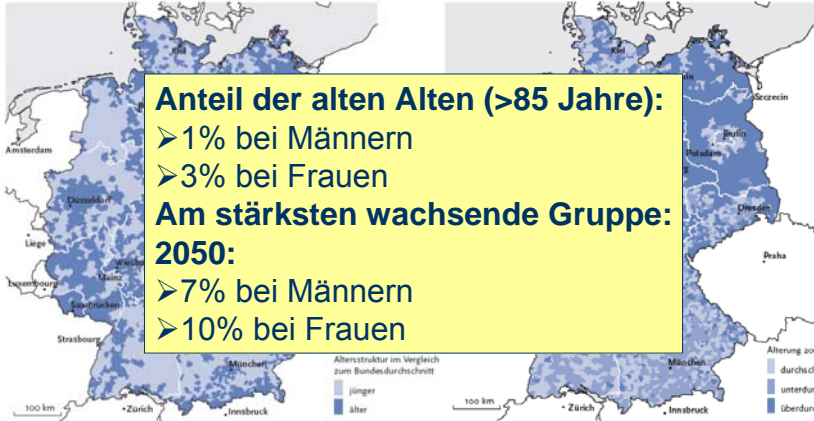 Kiel
Amsterdam
Düsseldorf
Liège
Luxembourg
Mainz
Saarbrücken
Strasbourg
München
Zürich
Innsbruck
100 km
Altersstruktur im Vergleich
zum Bundesdurchschnitt
jünger
älter
Anteil der alten Alten (>85 Jahre):
➢1% bei Männern
➢3% bei Frauen
Am stärksten wachsende Gruppe:
2050:
➢7% bei Männern
➢10% bei Frauen
Kiel
Szczecin
Berlin
Potsdam
Dresden
Praha
München
Zürich
Innsbruck
100 km
Alterung